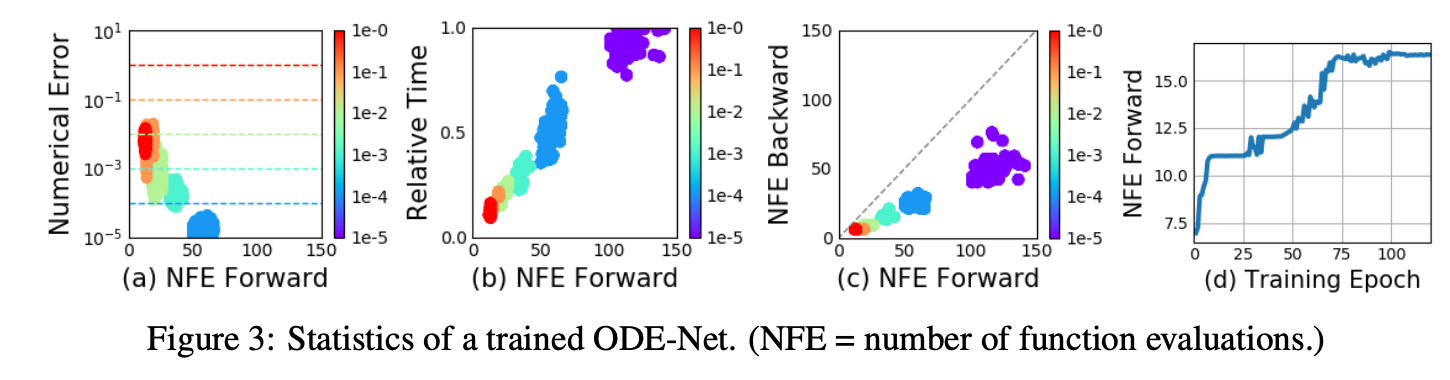 Numerical Error
10¹
10⁻¹
10⁻³
10⁻⁵
0 50 100 150
(a) NFE Forward
1e-0
1e-1
1e-2
1e-3
1e-4
1e-5
Relative Time
1.0
0.5
0.0
0 50 100 150
(b) NFE Forward
1e-0
1e-1
1e-2
1e-3
1e-4
1e-5
NFE Backward
150
100
50
0
0 50 100 150
(c) NFE Forward
1e-0
1e-1
1e-2
1e-3
1e-4
1e-5
NFE Forward
15.0
12.5
10.0
7.5
0 25 50 75 100
(d) Training Epoch
Figure 3: Statistics of a trained ODE-Net. (NFE = number of function evaluations.)